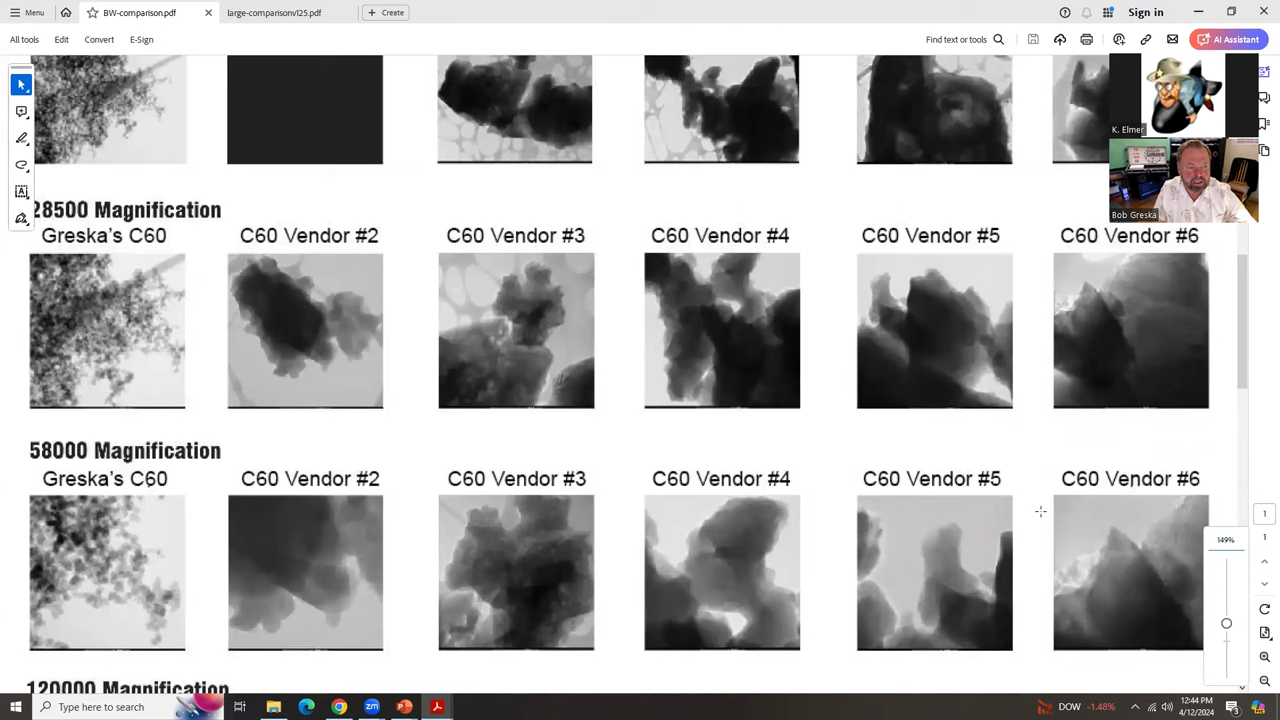 Menu
BW-comparison.pdf
large-comparisonv125.pdf
Create
Sign in
All tools
Edit
Convert
E-Sign
Find text or tools
AI Assistant
K. Elmer
Bob Greska
28500 Magnification
Greska's C60
C60 Vendor #2
C60 Vendor #3
C60 Vendor #4
C60 Vendor #5
C60 Vendor #6
58000 Magnification
Greska's C60
C60 Vendor #2
C60 Vendor #3
C60 Vendor #4
C60 Vendor #5
C60 Vendor #6
1
1
149%
120000 Magnification
Type here to search
DOW -1.48%
12:44 PM
4/12/2024
3